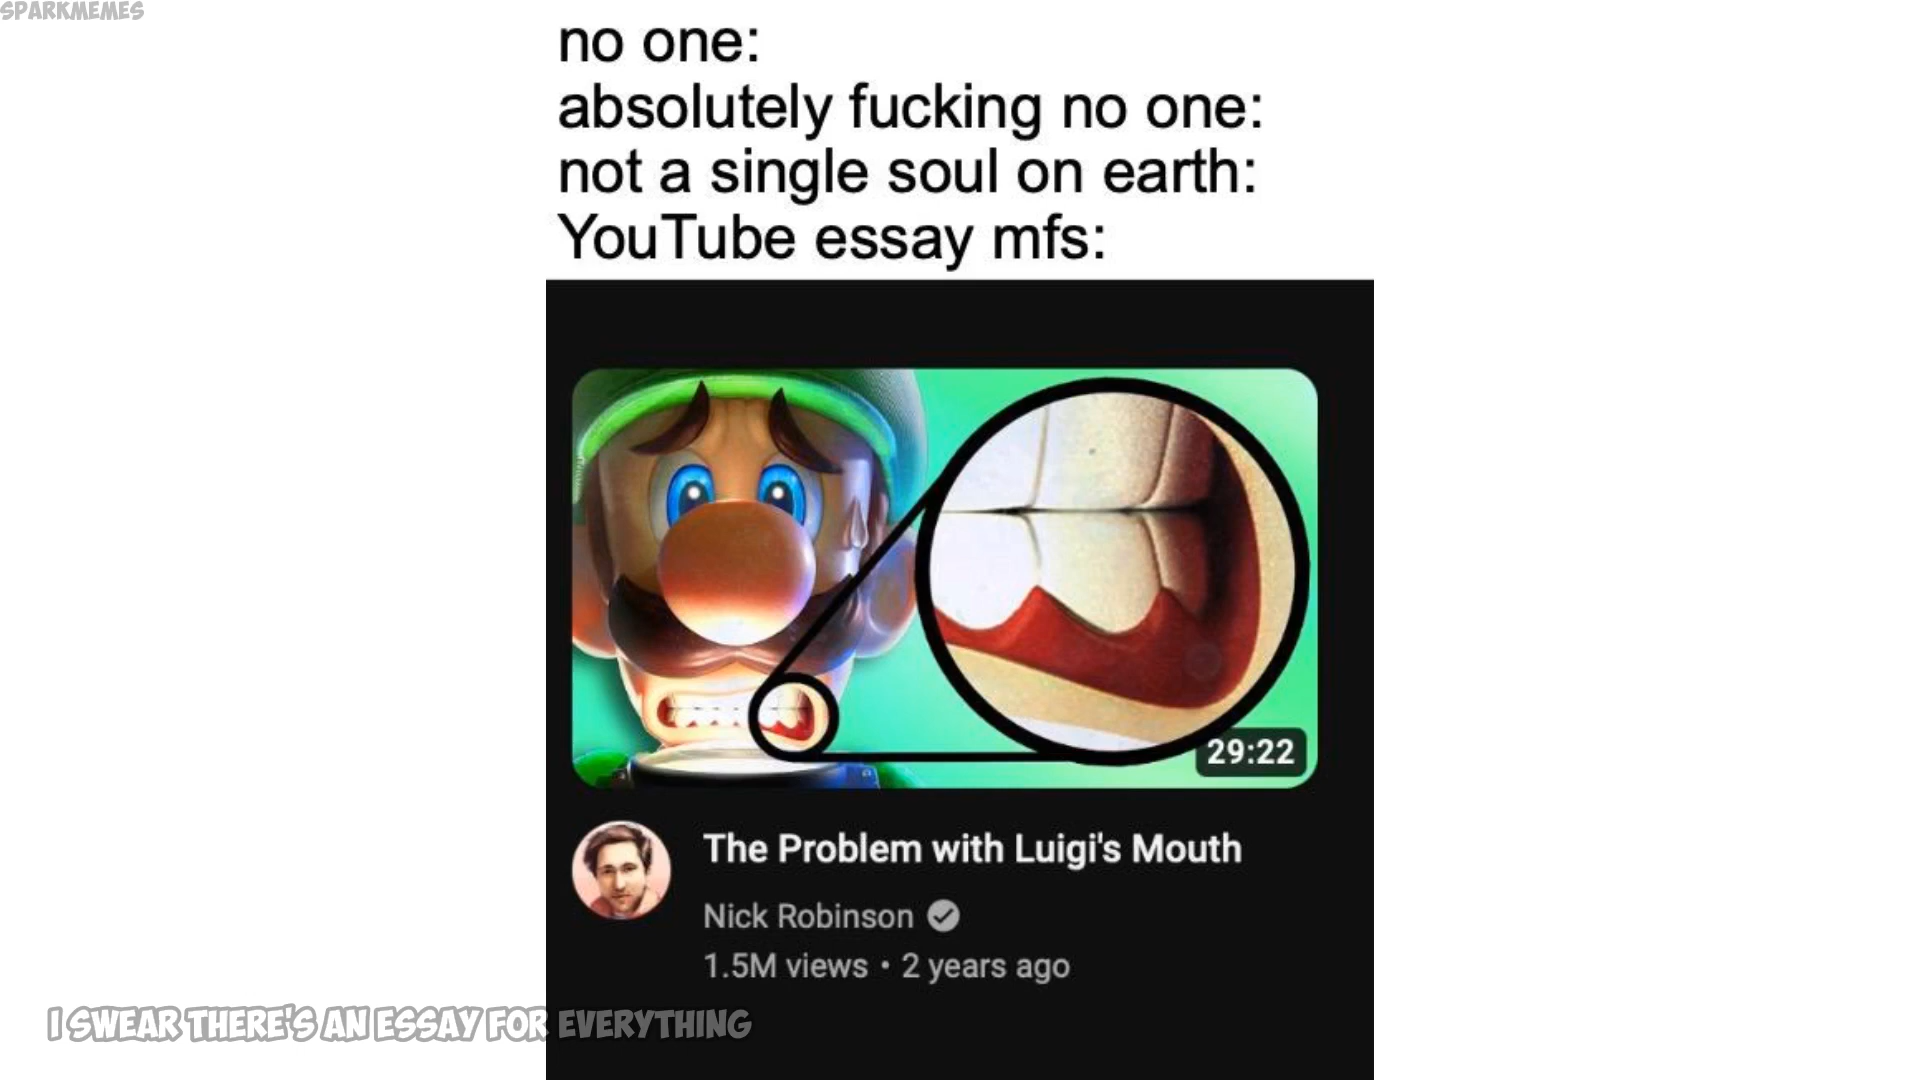 SPARKMEMES
no one:
absolutely fucking no one:
not a single soul on earth:
YouTube essay mfs:
29:22
The Problem with Luigi's Mouth
Nick Robinson
1.5M views • 2 years ago
I SWEAR THERE'S AN ESSAY FOR EVERYTHING